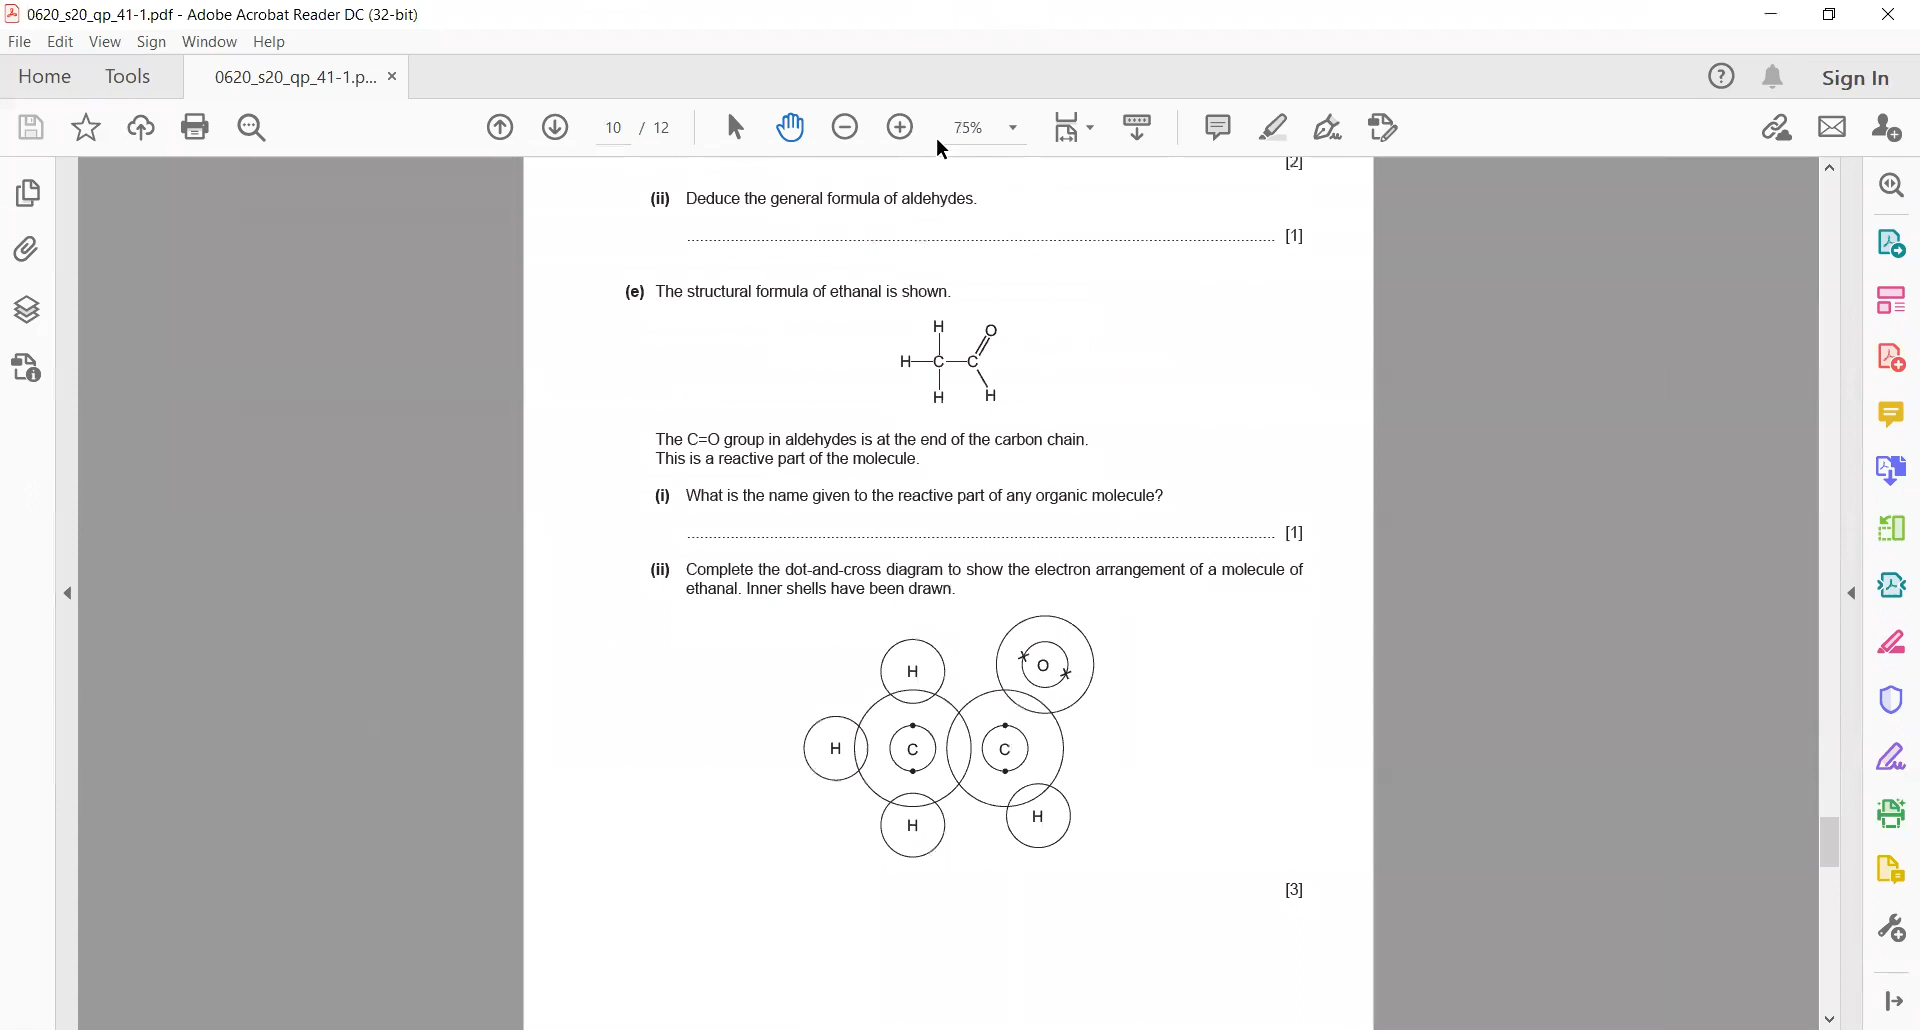 0620_s20_qp_41-1.pdf - Adobe Acrobat Reader DC (32-bit)
File Edit View Sign Window Help
Home Tools 0620_s20_qp_41-1.p... × Sign In
10 / 12 75%
[2]
(ii) Deduce the general formula of aldehydes.
[1]
(e) The structural formula of ethanal is shown.
H O
H C C
H H
The C=O group in aldehydes is at the end of the carbon chain.
This is a reactive part of the molecule.
(i) What is the name given to the reactive part of any organic molecule?
[1]
(ii) Complete the dot-and-cross diagram to show the electron arrangement of a molecule of
ethanal. Inner shells have been drawn.
H O
H C C
H H
[3]